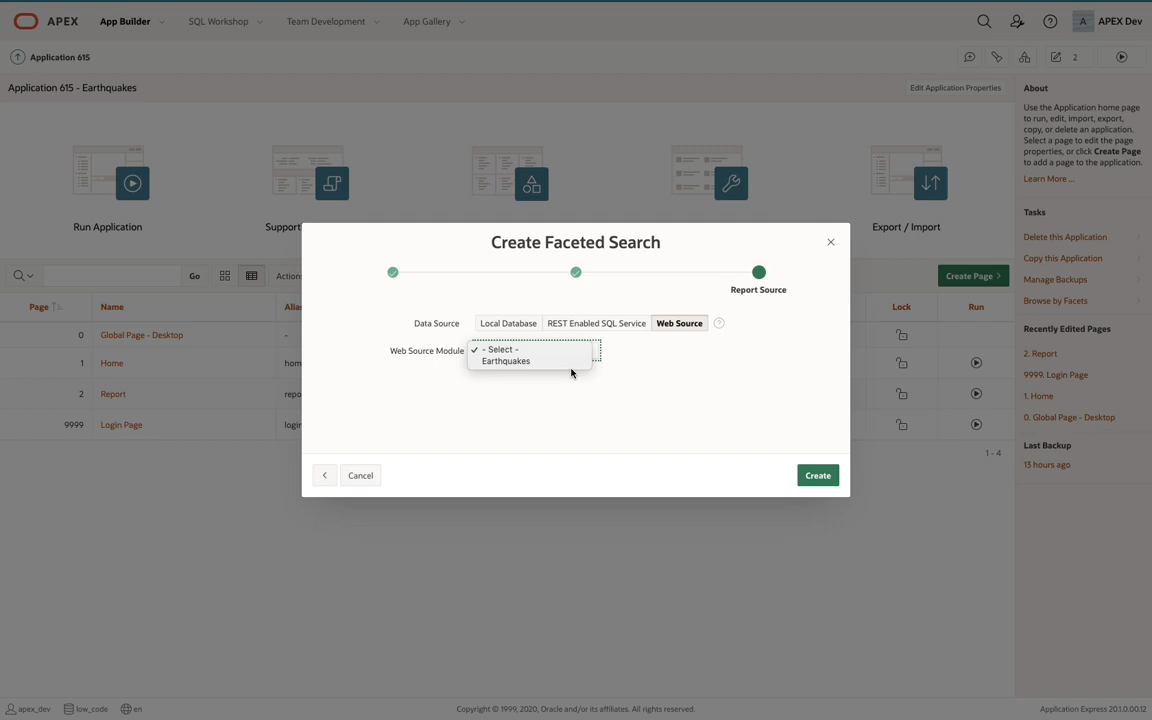 APEX App Builder SQL Workshop Team Development App Gallery A APEX Dev
Application 615 2
Application 615 - Earthquakes Edit Application Properties
Run Application Support Export / Import
Go Actions Create Page
Page Name Alias Lock Run
0 Global Page - Desktop -
1 Home hom
2 Report repo
9999 Login Page login
1 - 4
About
Use the Application home page
to run, edit, import, export,
copy, or delete an application.
Select a page to edit the page
properties, or click Create Page
to add a page to the application.
Learn More ...
Tasks
Delete this Application
Copy this Application
Manage Backups
Browse by Facets
Recently Edited Pages
2. Report
9999. Login Page
1. Home
0. Global Page - Desktop
Last Backup
13 hours ago
Create Faceted Search
Report Source
Data Source Local Database REST Enabled SQL Service Web Source ?
Web Source Module - Select -
Earthquakes
Cancel Create
apex_dev low_code en Copyright © 1999, 2020, Oracle and/or its affiliates. All rights reserved. Application Express 20.1.0.00.12